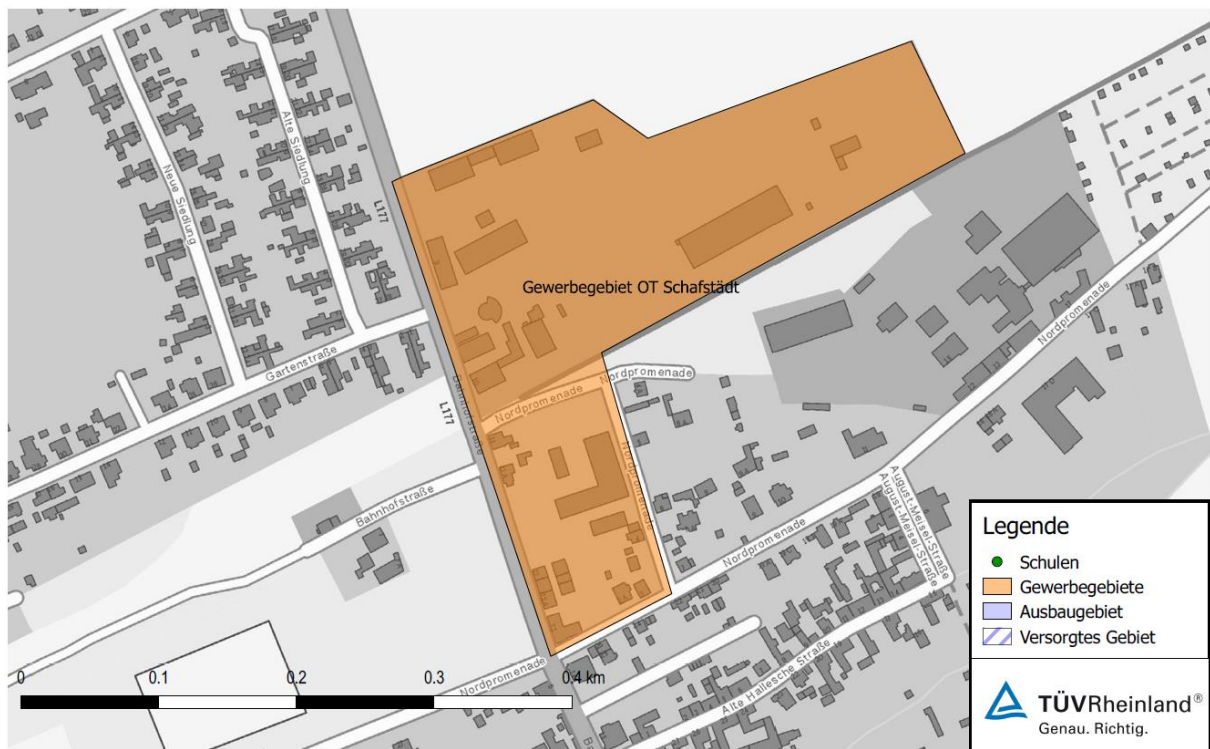 Alte Siedlung
Neue Siedlung
L177
Gewerbegebiet OT Schafstädt
Gartenstraße
Bahnhofstraße
L177
Nordpromenade
Nordpromenade
Nordpromenade
Nordpromenade
Bahnhofstraße
Nordpromenade
August-Meisel-Straße
August-Meisel-Straße
Nordpromenade
Alte Hallesche Straße
0 0.1 0.2 0.3 0.4 km
Legende
Schulen
Gewerbegebiete
Ausbaugebiet
Versorgtes Gebiet
TÜVRheinland®
Genau. Richtig.